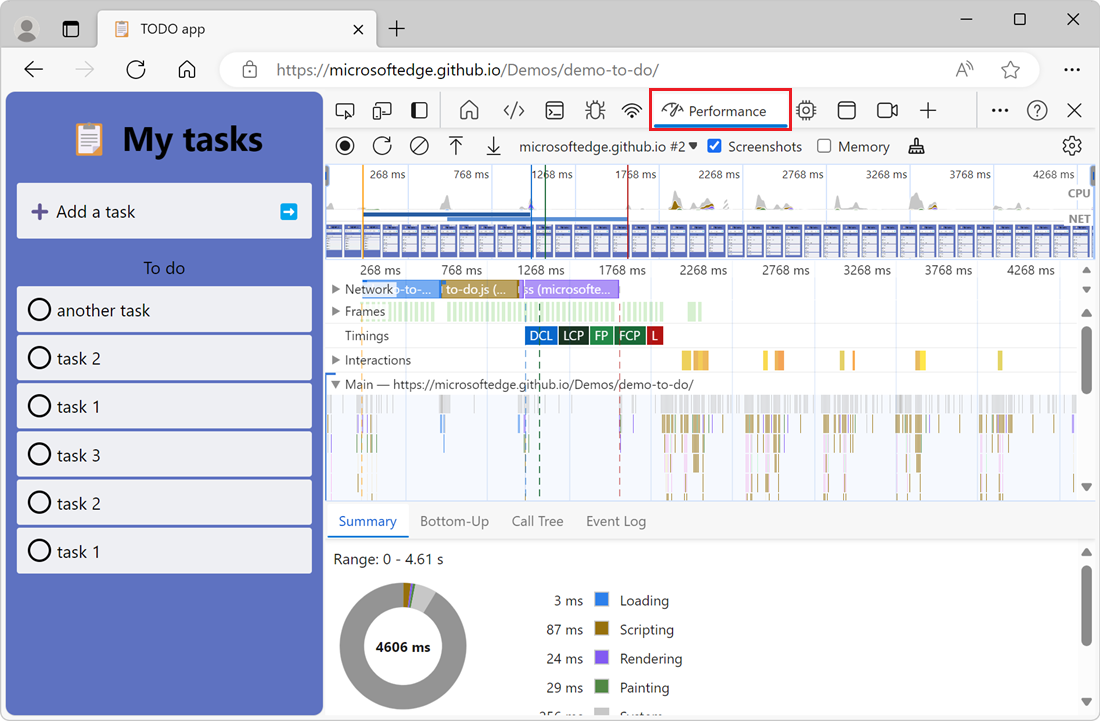 TODO app
https://microsoftedge.github.io/Demos/demo-to-do/
My tasks
Add a task
To do
another task
task 2
task 1
task 3
task 2
task 1
Performance
microsoftedge.github.io #2 Screenshots Memory
268 ms 768 ms 1268 ms 1768 ms 2268 ms 2768 ms 3268 ms 3768 ms 4268 ms
CPU
NET
268 ms 768 ms 1268 ms 1768 ms 2268 ms 2768 ms 3268 ms 3768 ms 4268 ms
Network o-to-... to-do.js (... ss (microsofte...
Frames
Timings DCL LCP FP FCP L
Interactions
Main — https://microsoftedge.github.io/Demos/demo-to-do/
Summary Bottom-Up Call Tree Event Log
Range: 0 - 4.61 s
4606 ms
3 ms Loading
87 ms Scripting
24 ms Rendering
29 ms Painting